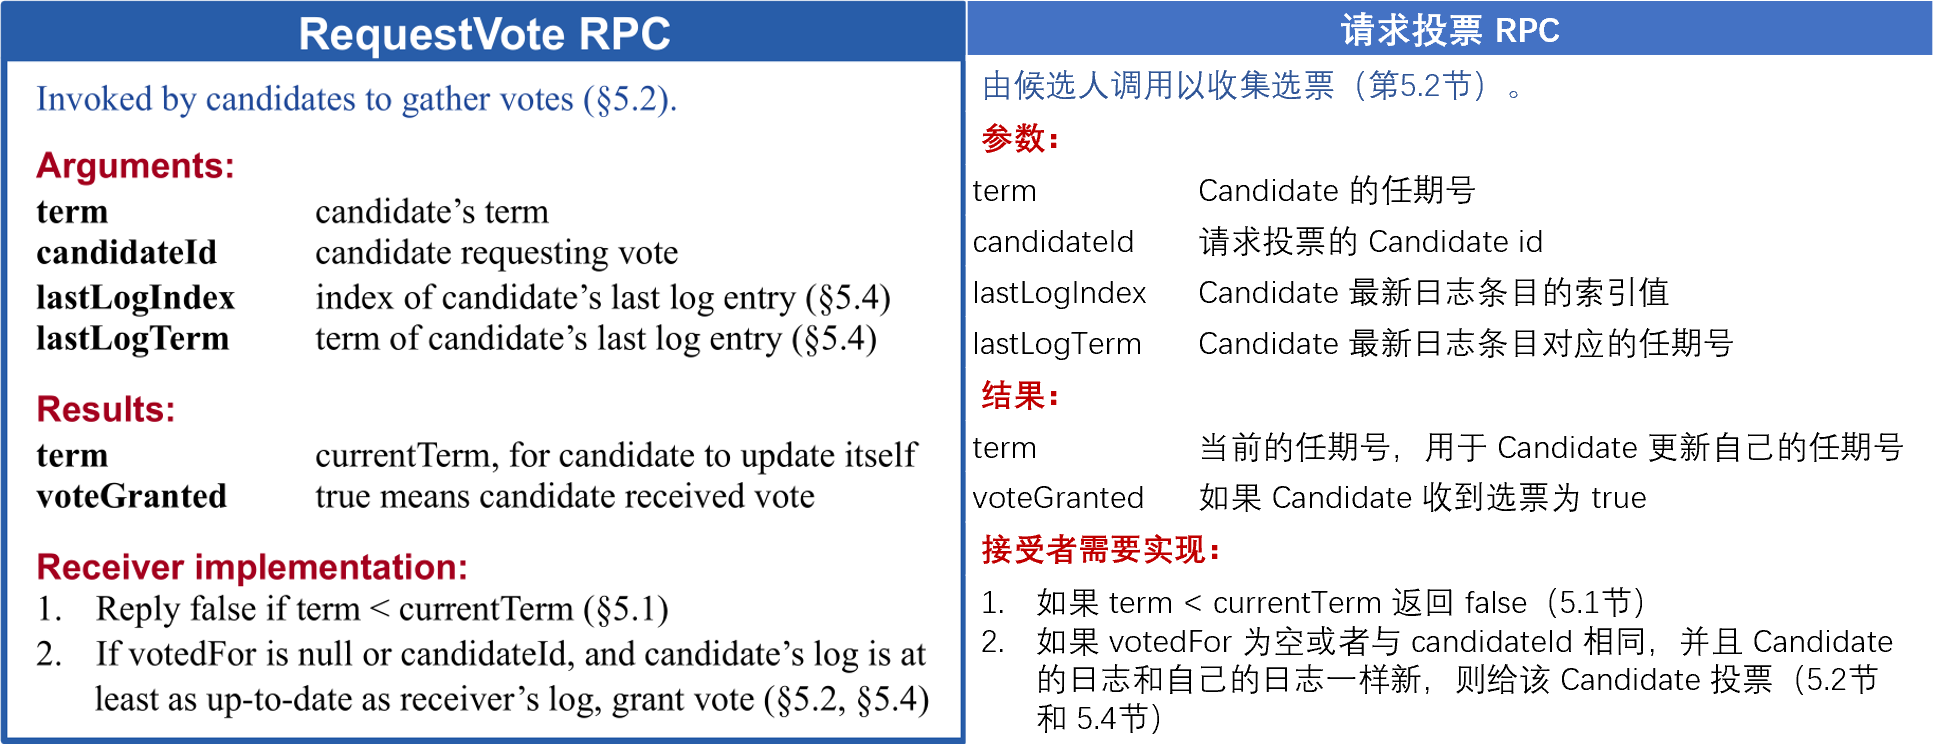 RequestVote RPC
Invoked by candidates to gather votes (§5.2).
Arguments:
term candidate’s term
candidateId candidate requesting vote
lastLogIndex index of candidate’s last log entry (§5.4)
lastLogTerm term of candidate’s last log entry (§5.4)
Results:
term currentTerm, for candidate to update itself
voteGranted true means candidate received vote
Receiver implementation:
1. Reply false if term < currentTerm (§5.1)
2. If votedFor is null or candidateId, and candidate’s log is at
least as up-to-date as receiver’s log, grant vote (§5.2, §5.4)
请求投票 RPC
由候选人调用以收集选票（第5.2节）。
参数：
term Candidate 的任期号
candidateId 请求投票的 Candidate id
lastLogIndex Candidate 最新日志条目的索引值
lastLogTerm Candidate 最新日志条目对应的任期号
结果：
term 当前的任期号，用于 Candidate 更新自己的任期号
voteGranted 如果 Candidate 收到选票为 true
接受者需要实现：
1. 如果 term < currentTerm 返回 false（5.1节）
2. 如果 votedFor 为空或者与 candidateId 相同，并且 Candidate
的日志和自己的日志一样新，则给该 Candidate 投票（5.2节
和 5.4节）